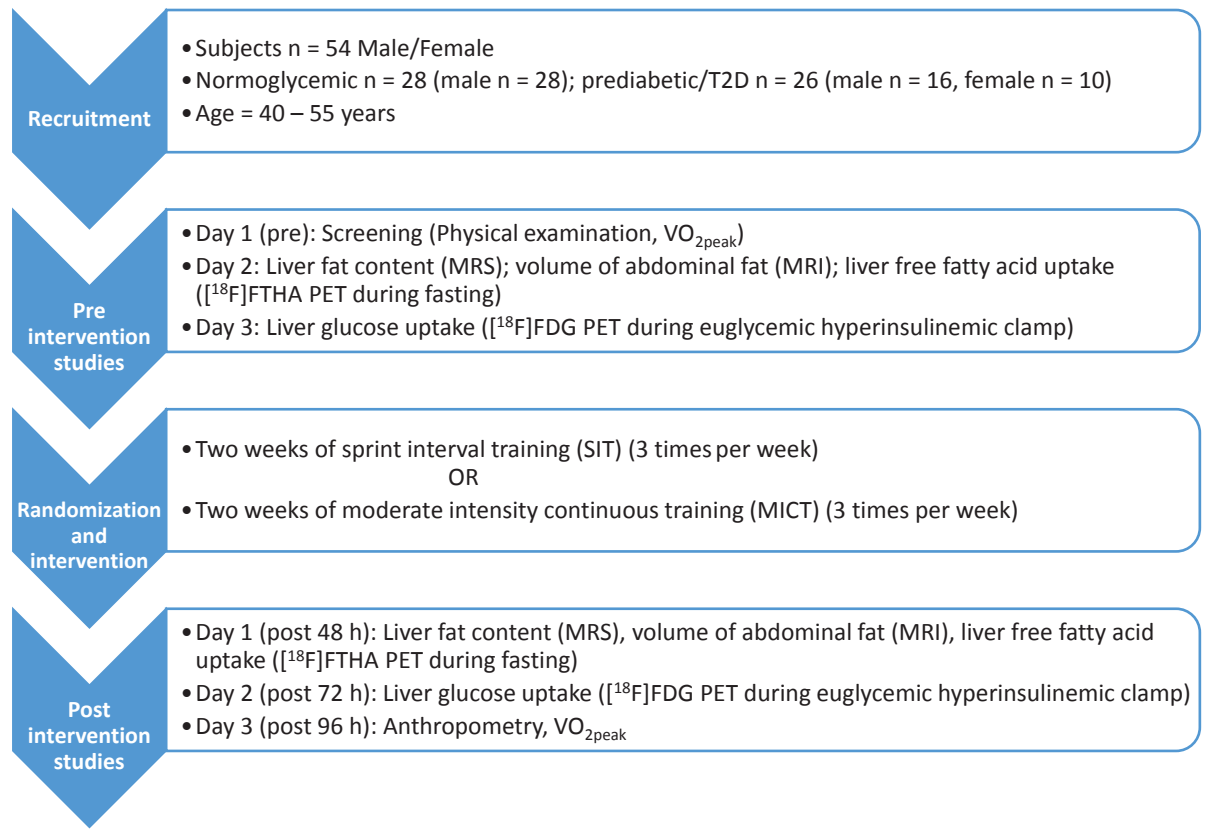 Recruitment
• Subjects n = 54 Male/Female
• Normoglycemic n = 28 (male n = 28); prediabetic/T2D n = 26 (male n = 16, female n = 10)
• Age = 40 – 55 years
Pre
intervention
studies
• Day 1 (pre): Screening (Physical examination, VO2peak)
• Day 2: Liver fat content (MRS); volume of abdominal fat (MRI); liver free fatty acid uptake
([18F]FTHA PET during fasting)
• Day 3: Liver glucose uptake ([18F]FDG PET during euglycemic hyperinsulinemic clamp)
Randomization
and
intervention
• Two weeks of sprint interval training (SIT) (3 times per week)
OR
• Two weeks of moderate intensity continuous training (MICT) (3 times per week)
Post
intervention
studies
• Day 1 (post 48 h): Liver fat content (MRS), volume of abdominal fat (MRI), liver free fatty acid
uptake ([18F]FTHA PET during fasting)
• Day 2 (post 72 h): Liver glucose uptake ([18F]FDG PET during euglycemic hyperinsulinemic clamp)
• Day 3 (post 96 h): Anthropometry, VO2peak